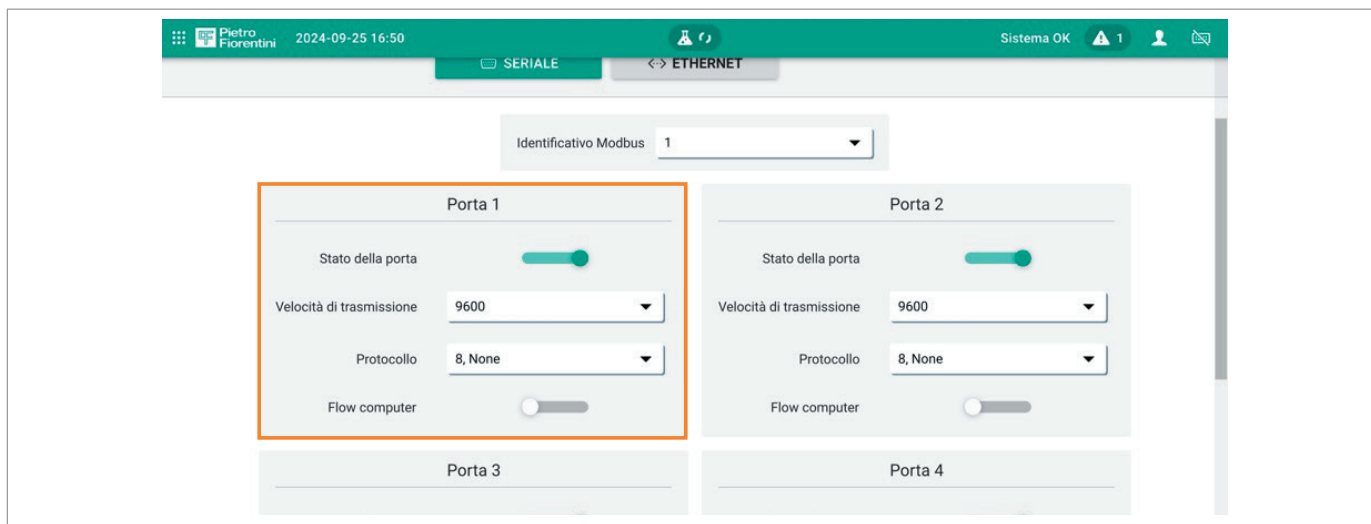 Pietro
Fiorentini
2024-09-25 16:50
Sistema OK
1
SERIALE
ETHERNET
Identificativo Modbus
1
Porta 1
Stato della porta
Velocità di trasmissione
9600
Protocollo
8, None
Flow computer
Porta 2
Stato della porta
Velocità di trasmissione
9600
Protocollo
8, None
Flow computer
Porta 3
Porta 4